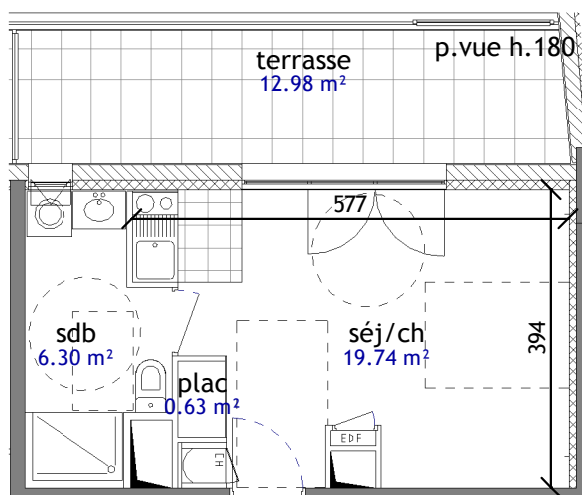 terrasse
12.98 m²
p.vue h.180
577
394
sdb
6.30 m²
séj/ch
19.74 m²
plac
0.63 m²
EDF
LH